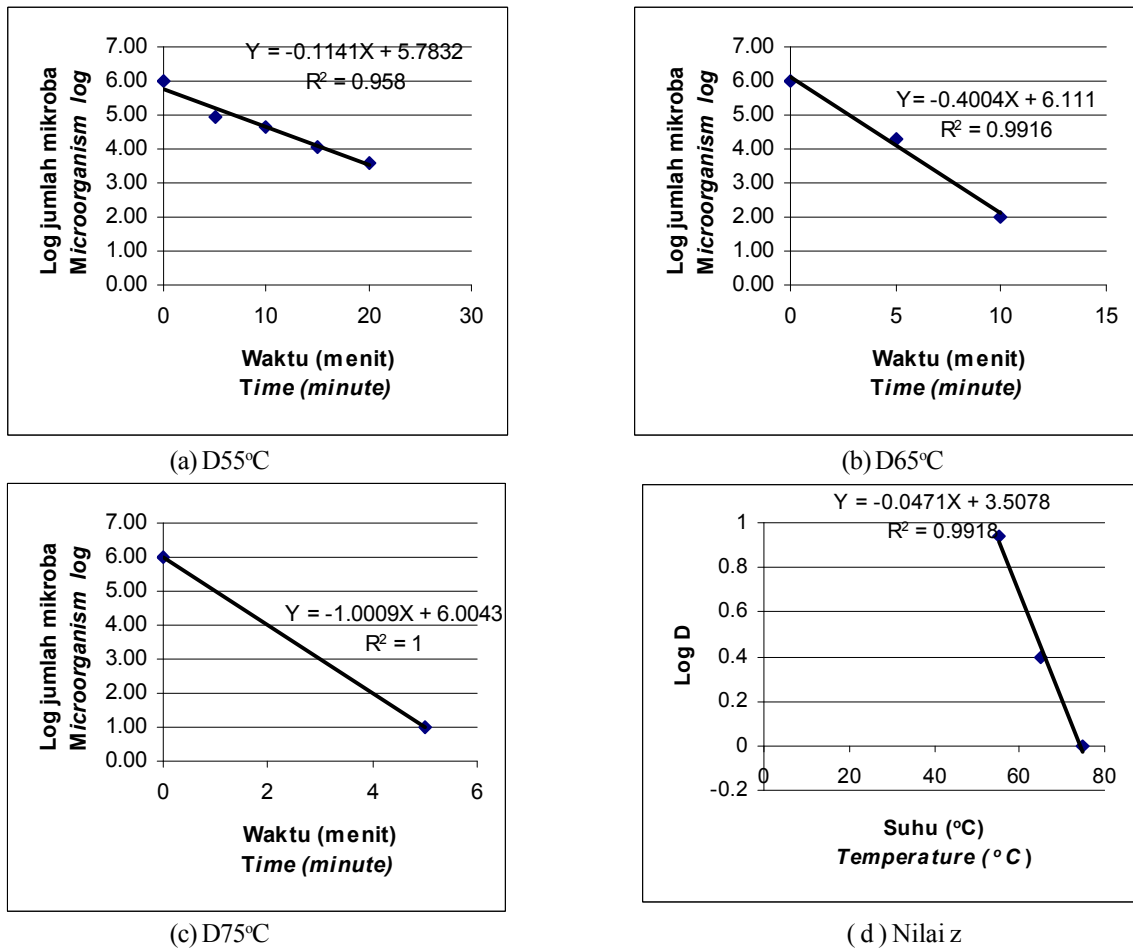 Y = -0.1141X + 5.7832
R² = 0.958
7.00
6.00
5.00
4.00
3.00
2.00
1.00
0.00
Log jumlah mikroba
Microorganism log
0 10 20 30
Waktu (menit)
Time (minute)
(a) D55°C
Y= -0.4004X + 6.111
R² = 0.9916
7.00
6.00
5.00
4.00
3.00
2.00
1.00
0.00
Log jumlah mikroba
Microorganism log
0 5 10 15
Waktu (menit)
Time (minute)
(b) D65°C
Y = -1.0009X + 6.0043
R² = 1
7.00
6.00
5.00
4.00
3.00
2.00
1.00
0.00
Log jumlah mikroba
Microorganism log
0 2 4 6
Waktu (menit)
Time (minute)
(c) D75°C
Y = -0.0471X + 3.5078
R² = 0.9918
1
0.8
0.6
0.4
0.2
0
-0.2
Log D
0 20 40 60 80
Suhu (°C)
Temperature (°C)
(d) Nilai z